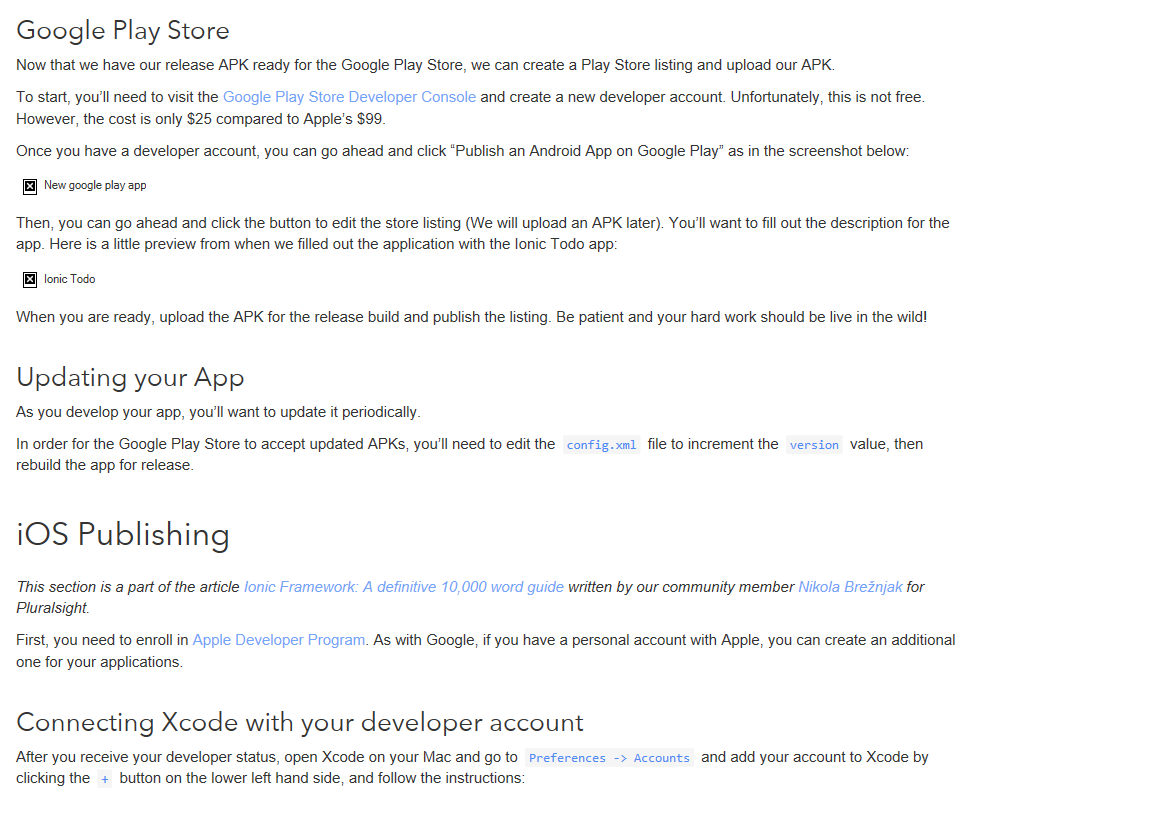 Google Play Store
Now that we have our release APK ready for the Google Play Store, we can create a Play Store listing and upload our APK.
To start, you’ll need to visit the Google Play Store Developer Console and create a new developer account. Unfortunately, this is not free.
However, the cost is only $25 compared to Apple’s $99.
Once you have a developer account, you can go ahead and click “Publish an Android App on Google Play” as in the screenshot below:
New google play app
Then, you can go ahead and click the button to edit the store listing (We will upload an APK later). You’ll want to fill out the description for the
app. Here is a little preview from when we filled out the application with the Ionic Todo app:
Ionic Todo
When you are ready, upload the APK for the release build and publish the listing. Be patient and your hard work should be live in the wild!
Updating your App
As you develop your app, you’ll want to update it periodically.
In order for the Google Play Store to accept updated APKs, you’ll need to edit the config.xml file to increment the version value, then
rebuild the app for release.
iOS Publishing
This section is a part of the article Ionic Framework: A definitive 10,000 word guide written by our community member Nikola Brežnjak for
Pluralsight.
First, you need to enroll in Apple Developer Program. As with Google, if you have a personal account with Apple, you can create an additional
one for your applications.
Connecting Xcode with your developer account
After you receive your developer status, open Xcode on your Mac and go to Preferences -> Accounts and add your account to Xcode by
clicking the + button on the lower left hand side, and follow the instructions: